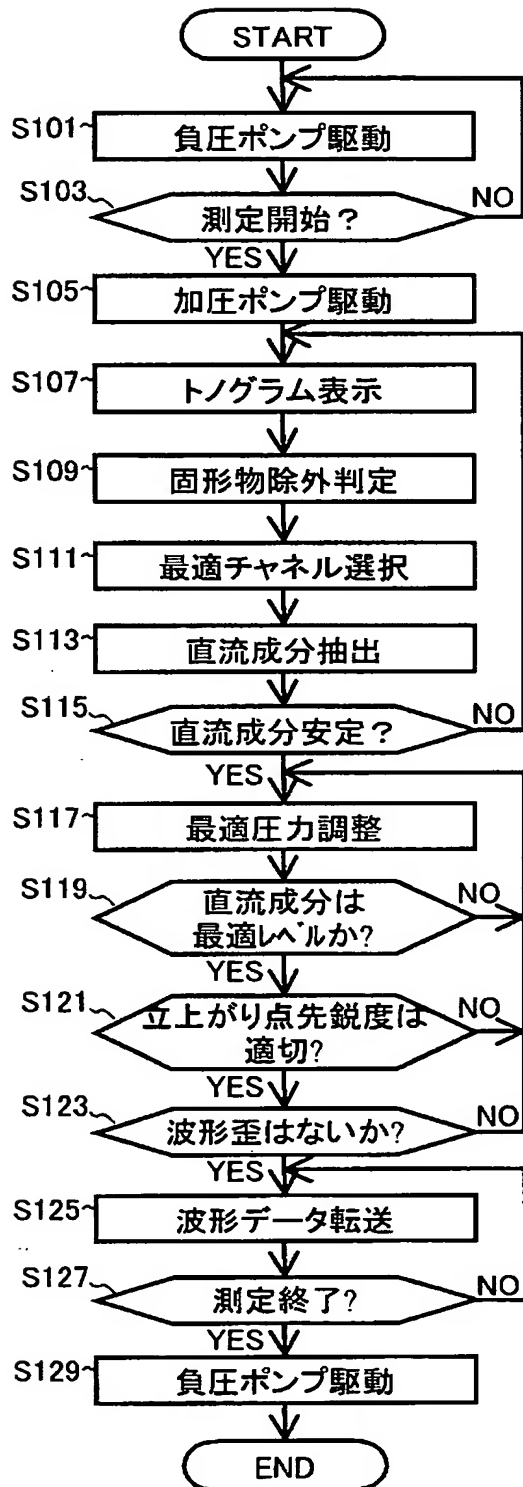 START
S101
負圧ポンプ駆動
S103
測定開始?
NO
YES
S105
加圧ポンプ駆動
S107
トノグラム表示
S109
固形物除外判定
S111
最適チャネル選択
S113
直流成分抽出
S115
直流成分安定?
NO
YES
S117
最適圧力調整
S119
直流成分は
最適レベルか?
NO
YES
S121
立上がり点先鋭度は
適切?
NO
YES
S123
波形歪はないか?
NO
YES
S125
波形データ転送
S127
測定終了?
NO
YES
S129
負圧ポンプ駆動
END